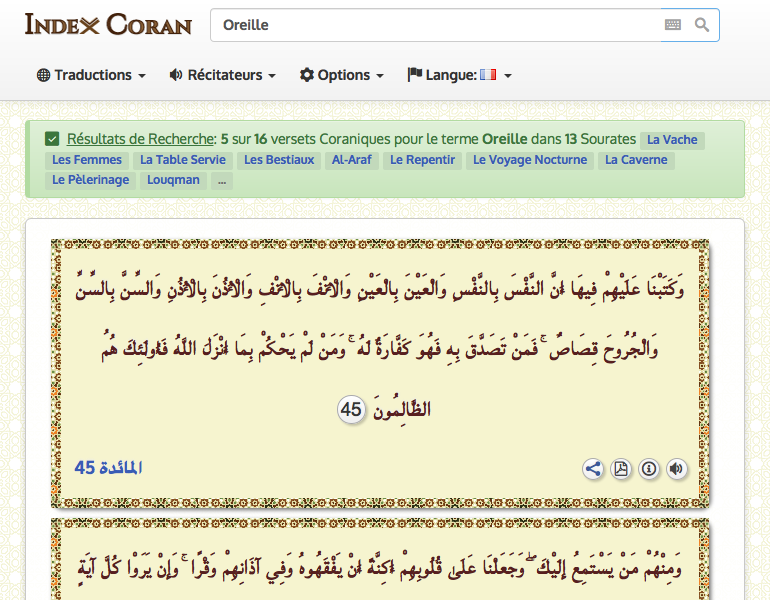 Index Coran
Oreille
Traductions
Récitateurs
Options
Langue:
Résultats de Recherche: 5 sur 16 versets Coraniques pour le terme Oreille dans 13 Sourates La Vache
Les Femmes La Table Servie Les Bestiaux Al-Araf Le Repentir Le Voyage Nocturne La Caverne
Le Pèlerinage Louqman ...
وَكَتَبْنَا عَلَيْهِمْ فِيهَا أَنَّ النَّفْسَ بِالنَّفْسِ وَالْعَيْنَ بِالْعَيْنِ وَالْأَنْفَ بِالْأَنْفِ وَالْأُذُنَ بِالْأُذُنِ وَالسِّنَّ بِالسِّنِّ
وَالْجُرُوحَ قِصَاصٌ ۚ فَمَنْ تَصَدَّقَ بِهِ فَهُوَ كَفَّارَةٌ لَهُ ۚ وَمَنْ لَمْ يَحْكُمْ بِمَا أَنْزَلَ اللَّهُ فَأُولَٰئِكَ هُمُ
الظَّالِمُونَ 45
المائدة 45
وَمِنْهُمْ مَنْ يَسْتَمِعُ إِلَيْكَ ۖ وَجَعَلْنَا عَلَىٰ قُلُوبِهِمْ أَكِنَّةً أَنْ يَفْقَهُوهُ وَفِي آذَانِهِمْ وَقْرًا ۚ وَإِنْ يَرَوْا كُلَّ آيَةٍ